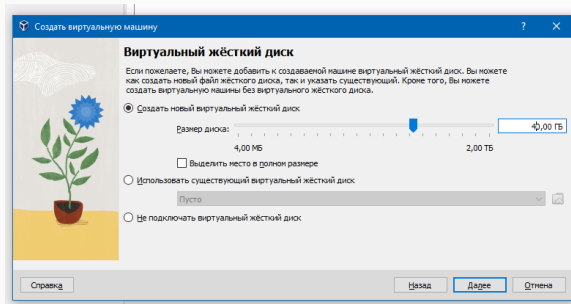 Создать виртуальную машину
Виртуальный жёсткий диск
Если пожелаете, Вы можете добавить к создаваемой машине виртуальный жёсткий диск. Вы можете
как создать новый файл жёсткого диска, так и указать существующий. Кроме того, Вы можете
создать виртуальную машину без виртуального жёсткого диска.
Создать новый виртуальный жёсткий диск
Размер диска:
4,00 МБ 2,00 ТБ
Выделить место в полном размере
Использовать существующий виртуальный жёсткий диск
Пусто
Не подключать виртуальный жёсткий диск
Справка Назад Далее Отмена